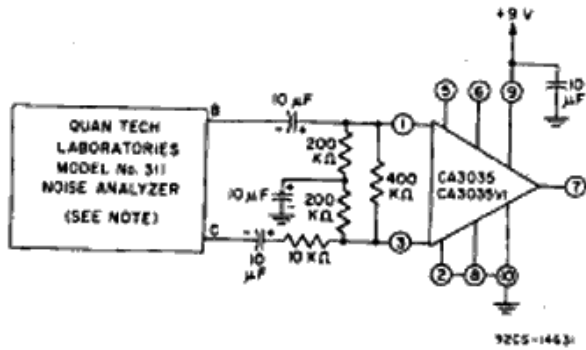 +9 V
10
µF
5
6
9
B
10 µF
- +
1
QUAN TECH
LABORATORIES
MODEL No. 311
NOISE ANALYZER
(SEE NOTE)
200
KΩ
400
KΩ
10 µF
+
-
200
KΩ
CA3035
CA3035V1
7
C
- +
10
µF
10KΩ
3
2
8
10
92CS-14631